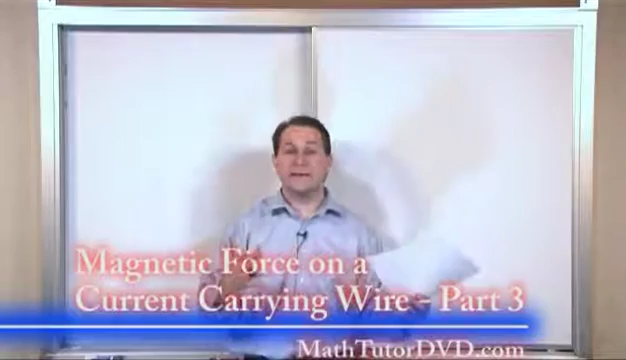 Magnetic Force on a
Current Carrying Wire - Part 3
MathTutorDVD.com